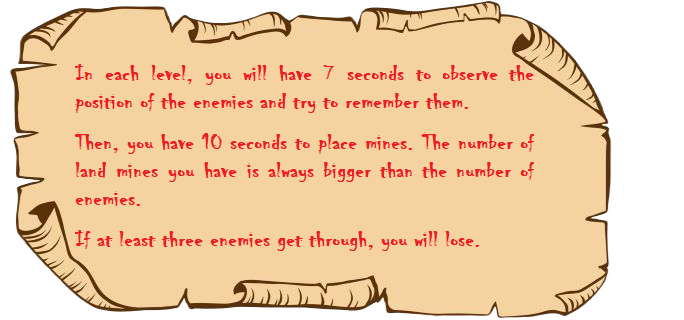 In each level, you will have 7 seconds to observe the
position of the enemies and try to remember them.
Then, you have 10 seconds to place mines. The number of
land mines you have is always bigger than the number of
enemies.
If at least three enemies get through, you will lose.